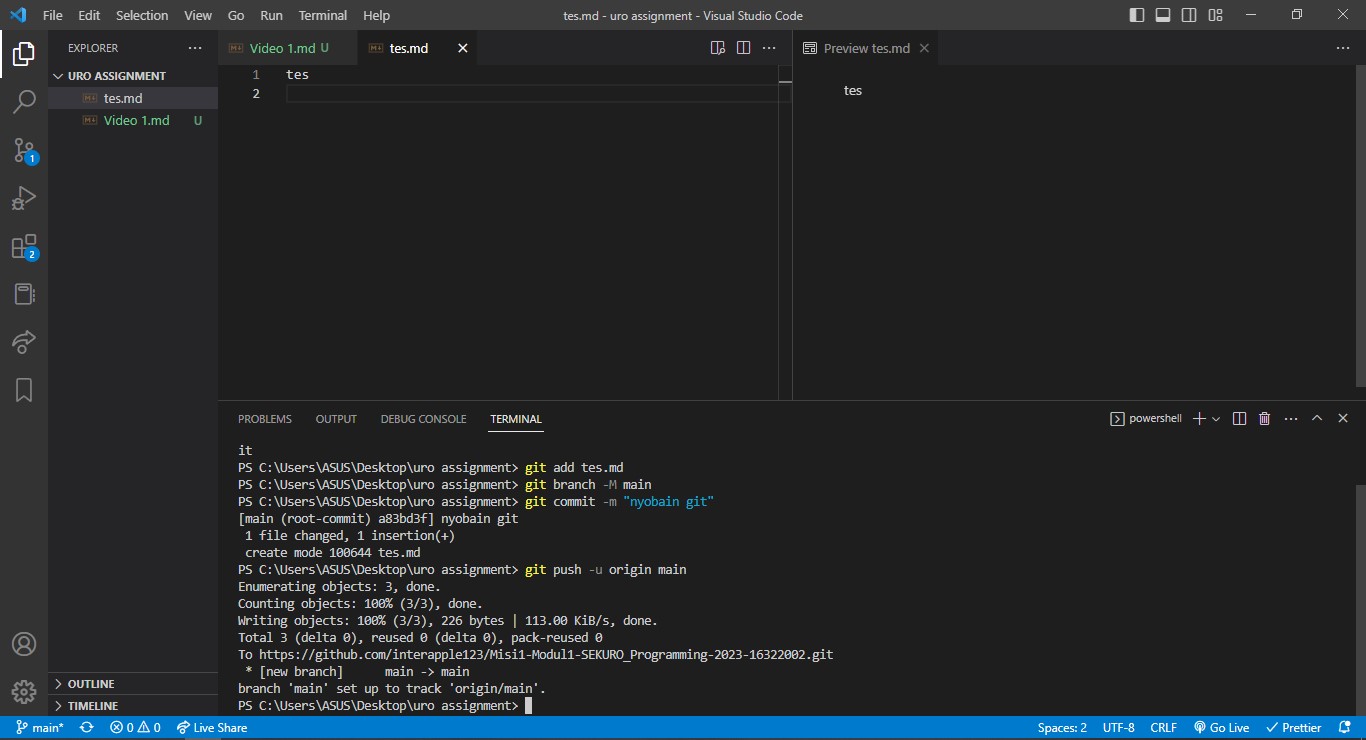 File Edit Selection View Go Run Terminal Help
tes.md - uro assignment - Visual Studio Code
EXPLORER
URO ASSIGNMENT
tes.md
Video 1.md U
1
2
OUTLINE
TIMELINE
Video 1.md U
tes.md
1 tes
2
Preview tes.md
tes
PROBLEMS OUTPUT DEBUG CONSOLE TERMINAL
powershell
it
PS C:\Users\ASUS\Desktop\uro assignment> git add tes.md
PS C:\Users\ASUS\Desktop\uro assignment> git branch -M main
PS C:\Users\ASUS\Desktop\uro assignment> git commit -m "nyobain git"
[main (root-commit) a83bd3f] nyobain git
1 file changed, 1 insertion(+)
create mode 100644 tes.md
PS C:\Users\ASUS\Desktop\uro assignment> git push -u origin main
Enumerating objects: 3, done.
Counting objects: 100% (3/3), done.
Writing objects: 100% (3/3), 226 bytes | 113.00 KiB/s, done.
Total 3 (delta 0), reused 0 (delta 0), pack-reused 0
To https://github.com/interapple123/Misi1-Modul1-SEKURO_Programming-2023-16322002.git
* [new branch] main -> main
branch 'main' set up to track 'origin/main'.
PS C:\Users\ASUS\Desktop\uro assignment>
main* 0 0 Live Share
Spaces: 2 UTF-8 CRLF Go Live Prettier